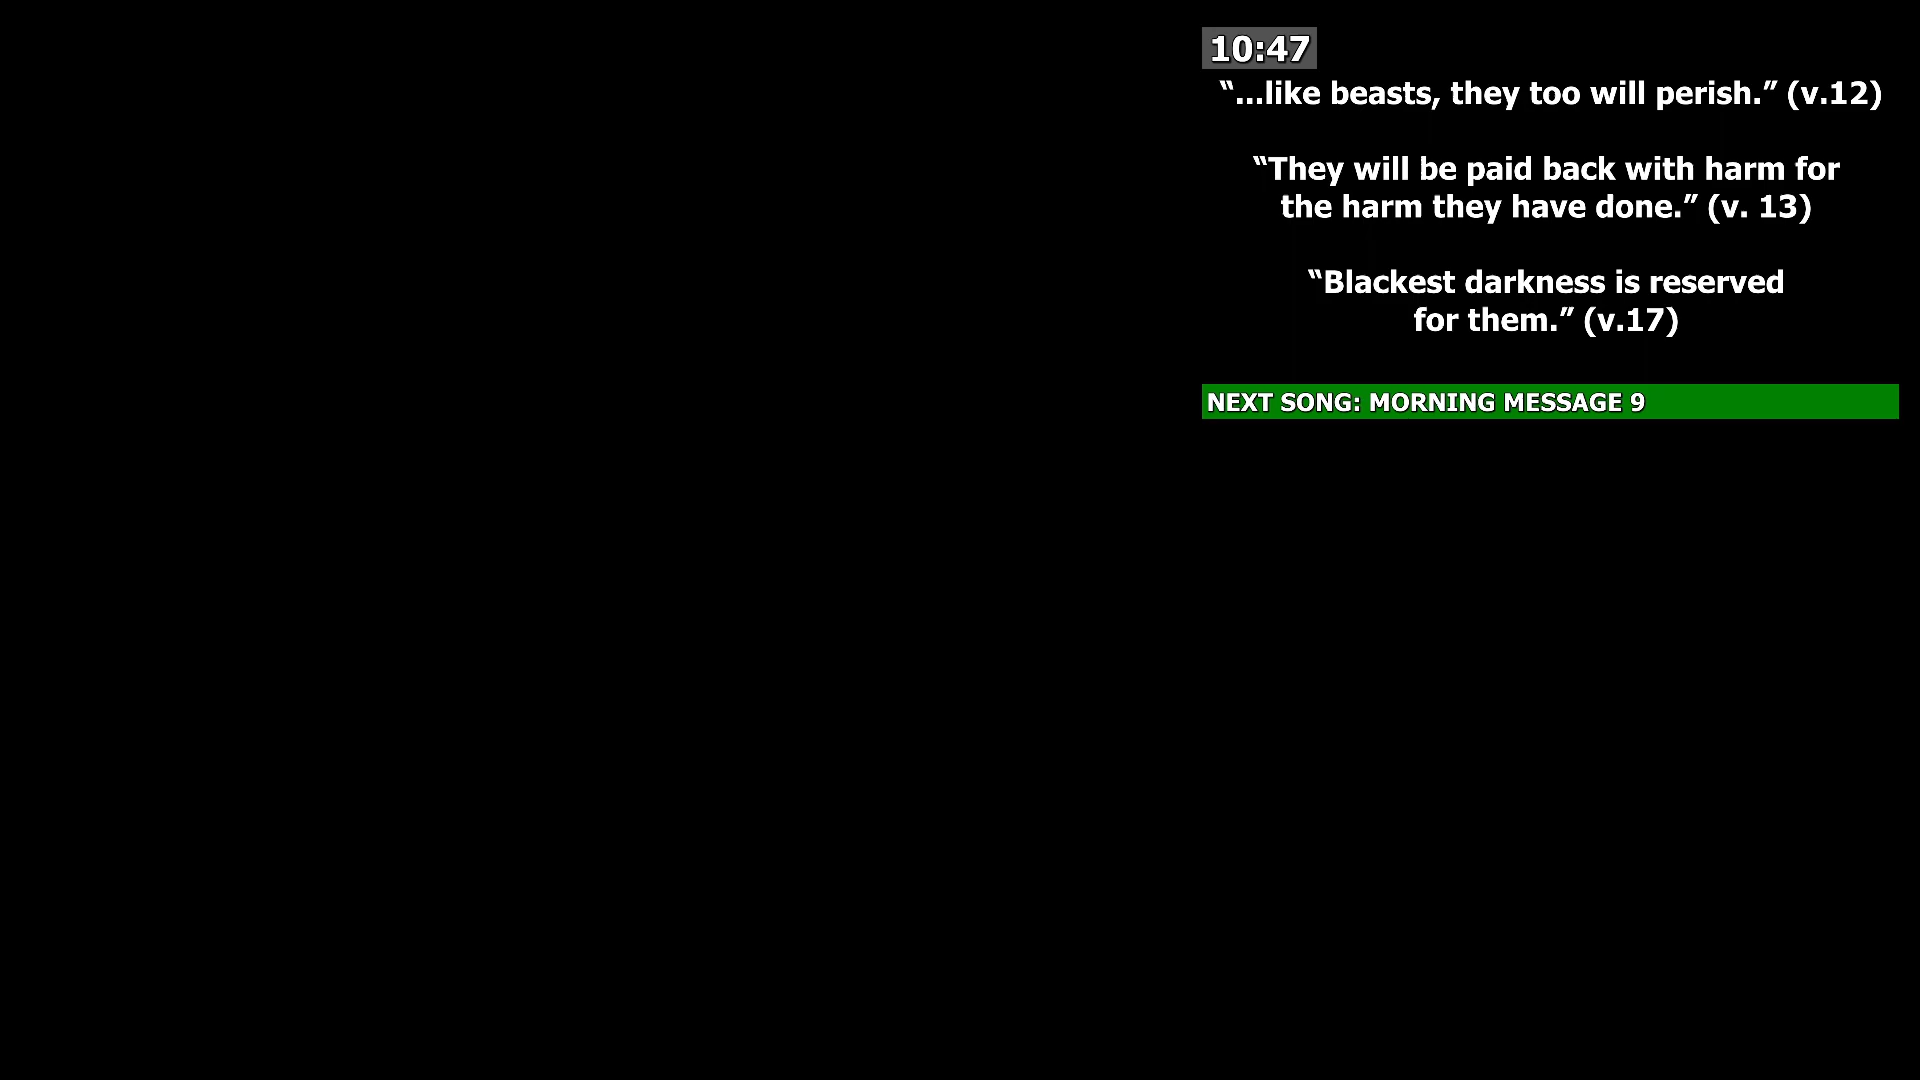 10:47
“...like beasts, they too will perish.” (v.12)
“They will be paid back with harm for
the harm they have done.” (v. 13)
“Blackest darkness is reserved
for them.” (v.17)
NEXT SONG: MORNING MESSAGE 9